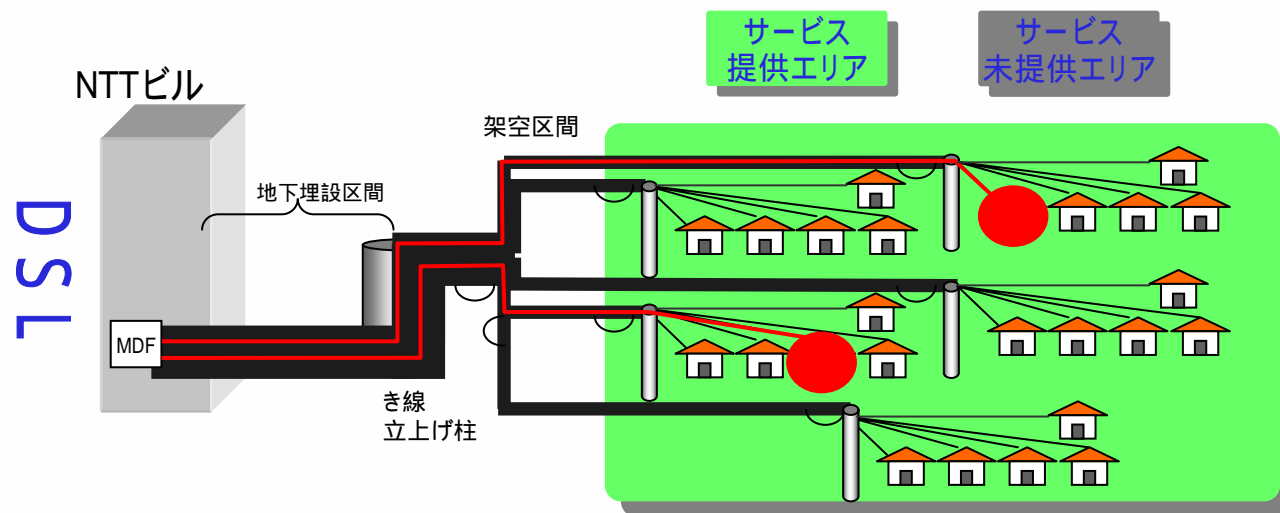 サービス
提供エリア
サービス
未提供エリア
NTTビル
架空区間
地下埋設区間
DSL
MDF
き線
立上げ柱